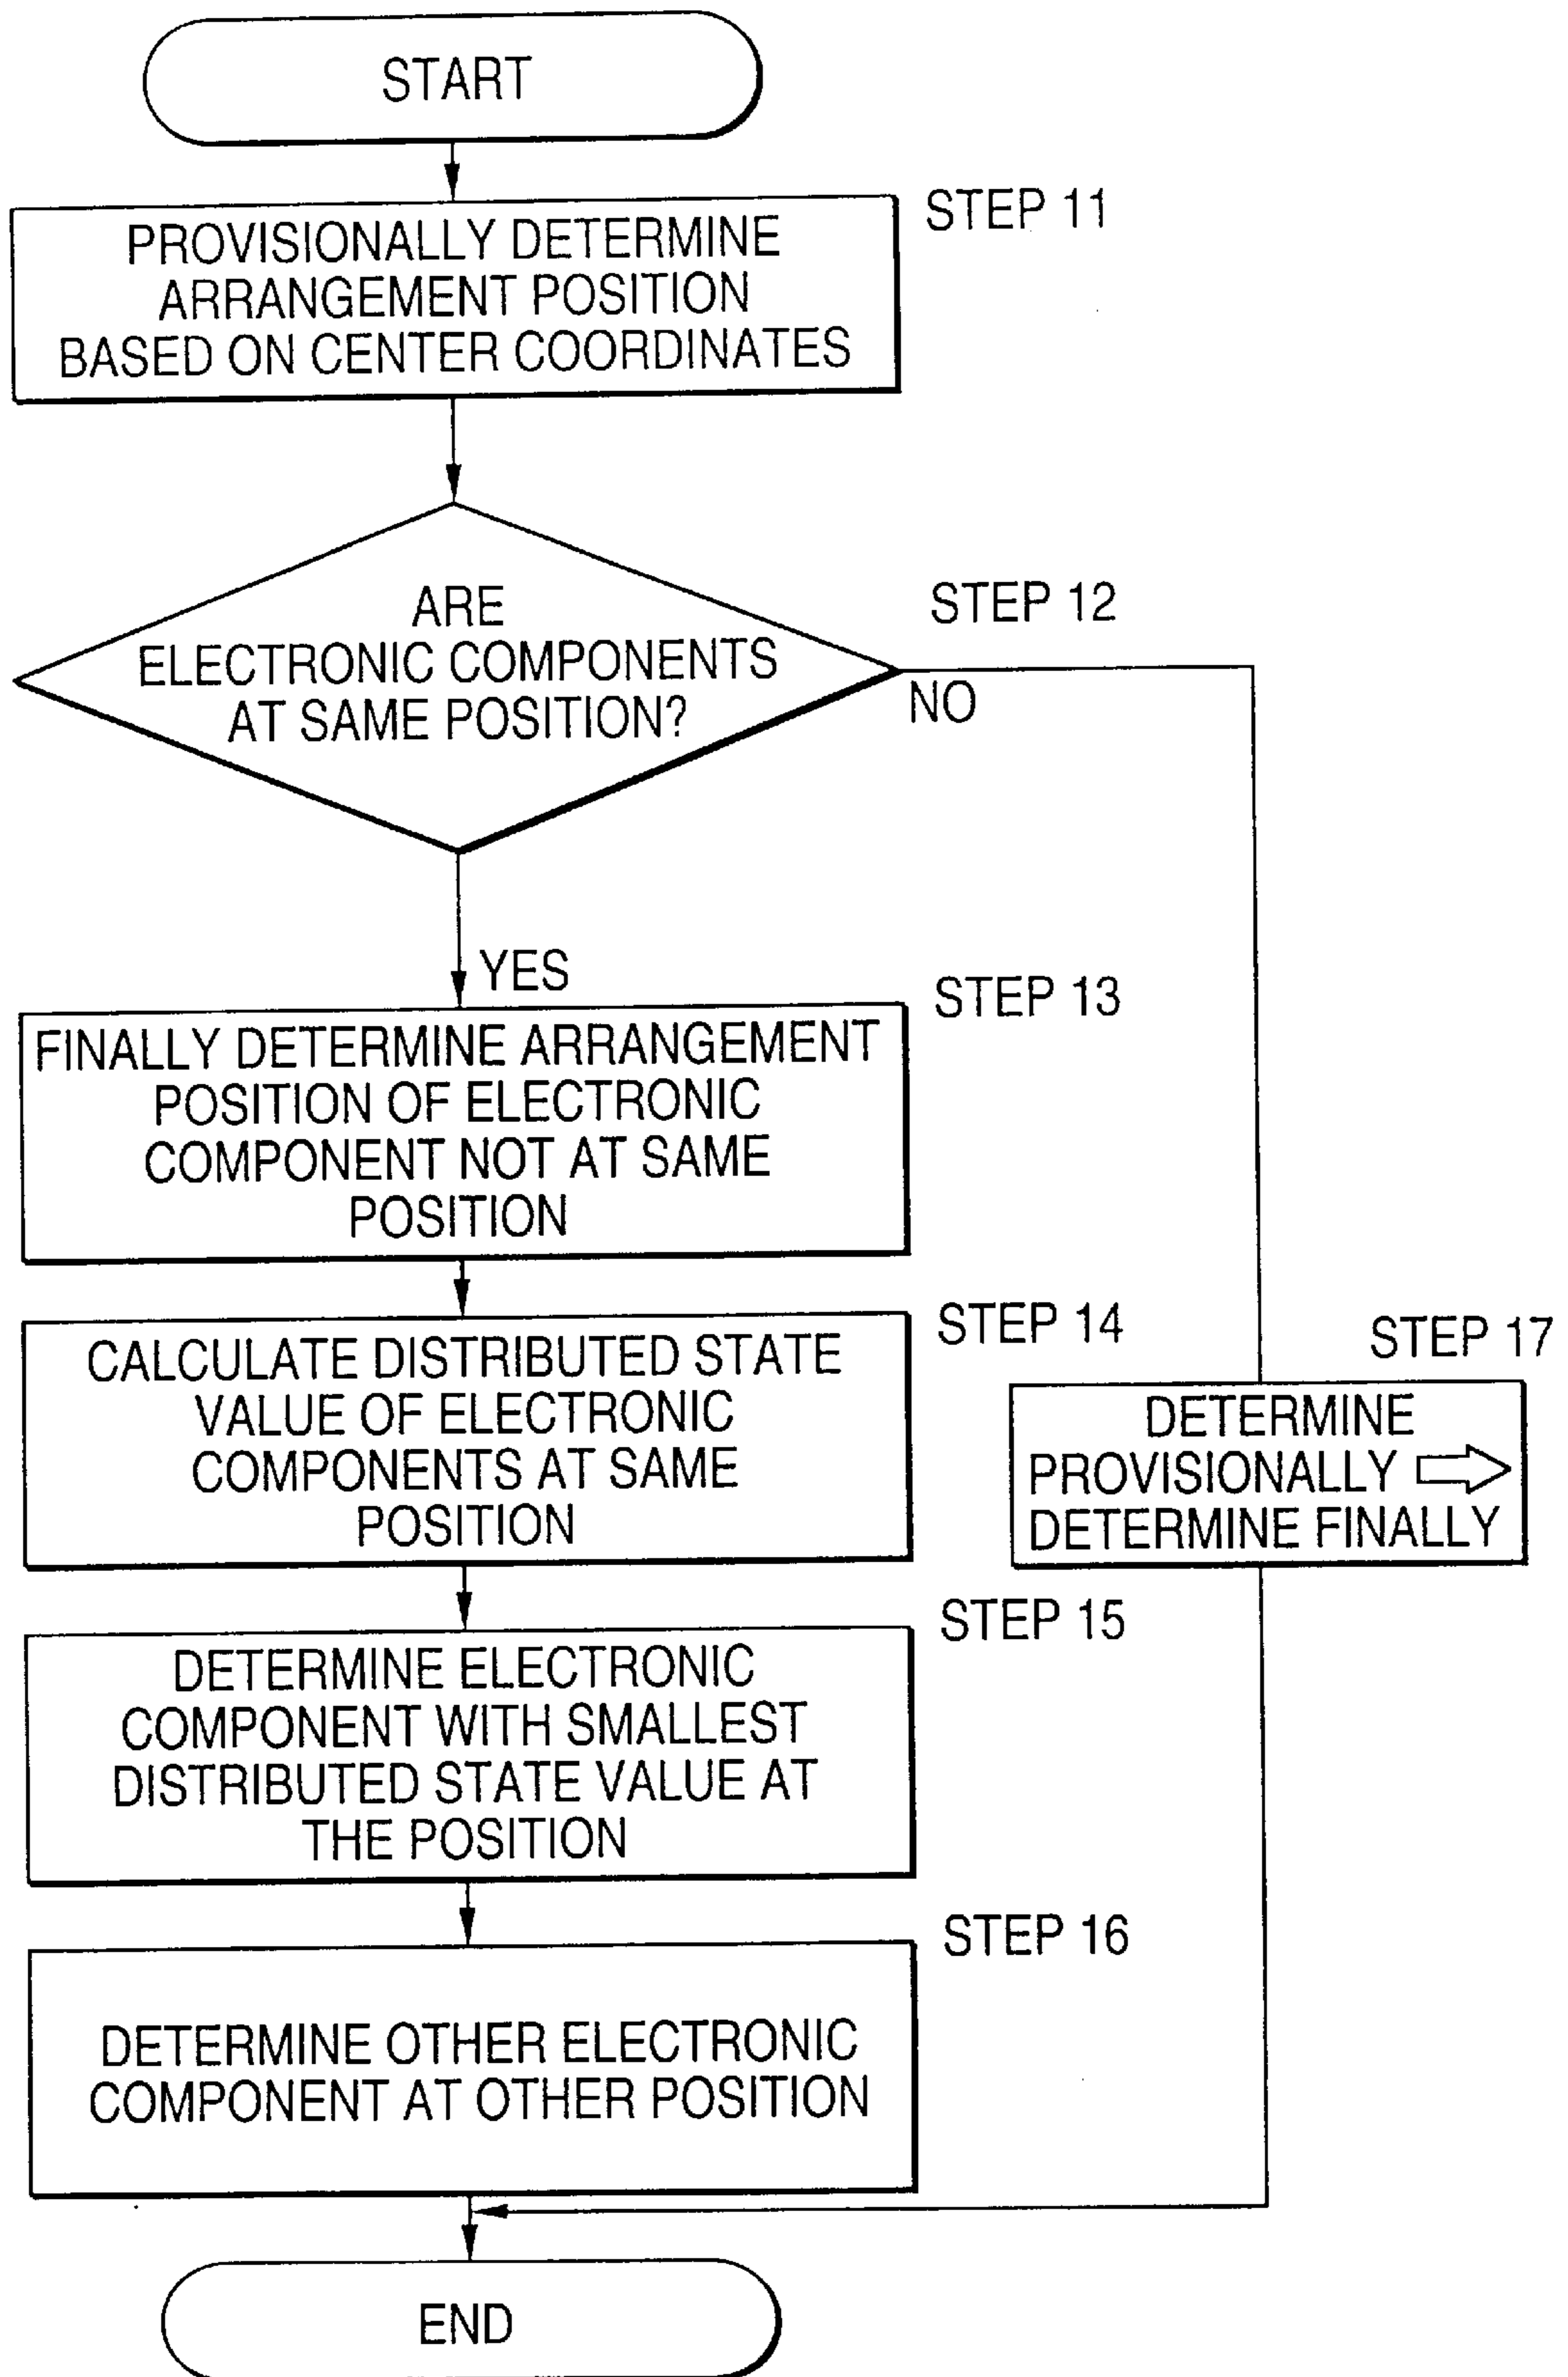 START
STEP 11
PROVISIONALLY DETERMINE
ARRANGEMENT POSITION
BASED ON CENTER COORDINATES
STEP 12
ARE
ELECTRONIC COMPONENTS
AT SAME POSITION?
NO
YES
STEP 13
FINALLY DETERMINE ARRANGEMENT
POSITION OF ELECTRONIC
COMPONENT NOT AT SAME
POSITION
STEP 14
CALCULATE DISTRIBUTED STATE
VALUE OF ELECTRONIC
COMPONENTS AT SAME
POSITION
STEP 17
DETERMINE
PROVISIONALLY
DETERMINE FINALLY
STEP 15
DETERMINE ELECTRONIC
COMPONENT WITH SMALLEST
DISTRIBUTED STATE VALUE AT
THE POSITION
STEP 16
DETERMINE OTHER ELECTRONIC
COMPONENT AT OTHER POSITION
END